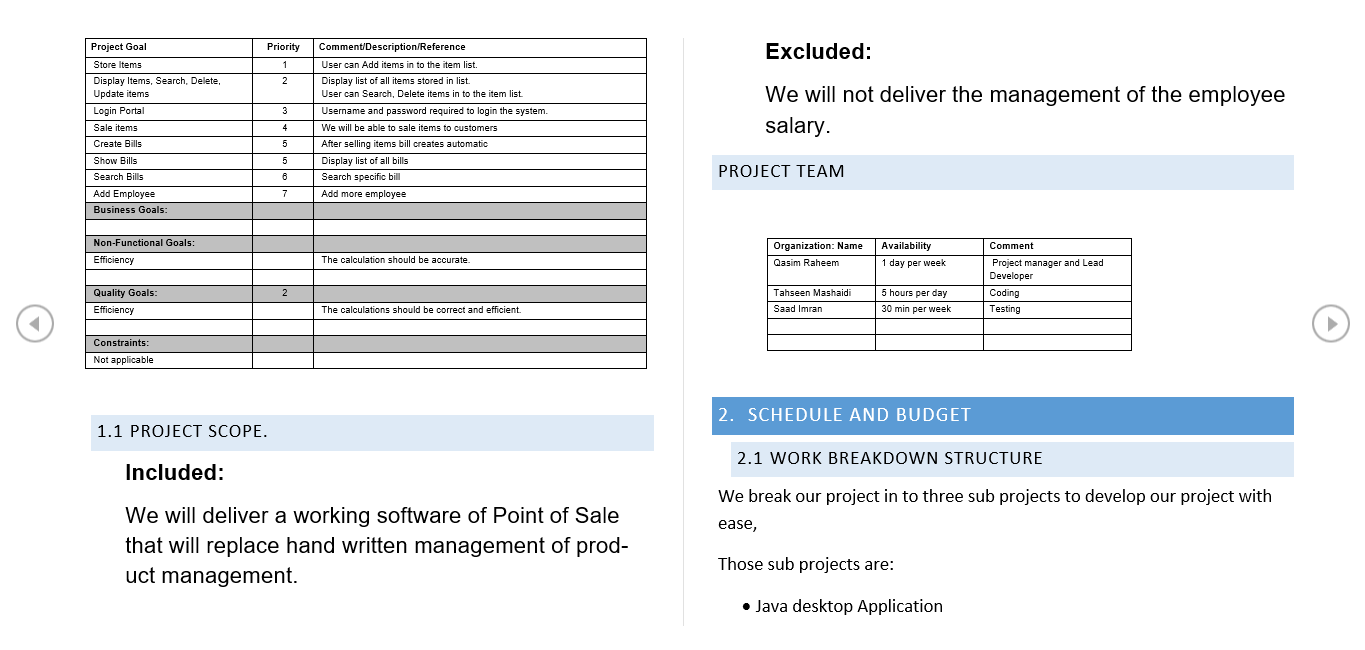 Project Goal Priority Comment/Description/Reference
Store Items 1 User can Add items in to the item list.
Display Items, Search, Delete, 2 Display list of all items stored in list.
Update items User can Search, Delete items in to the item list.
Login Portal 3 Username and password required to login the system.
Sale items 4 We will be able to sale items to customers
Create Bills 5 After selling items bill creates automatic
Show Bills 5 Display list of all bills
Search Bills 6 Search specific bill
Add Employee 7 Add more employee
Business Goals:
Non-Functional Goals:
Efficiency The calculation should be accurate.
Quality Goals: 2
Efficiency The calculations should be correct and efficient.
Constraints:
Not applicable
1.1 PROJECT SCOPE.
Included:
We will deliver a working software of Point of Sale
that will replace hand written management of prod-
uct management.
Excluded:
We will not deliver the management of the employee
salary.
PROJECT TEAM
Organization: Name Availability Comment
Qasim Raheem 1 day per week Project manager and Lead
Developer
Tahseen Mashaidi 5 hours per day Coding
Saad Imran 30 min per week Testing
2. SCHEDULE AND BUDGET
2.1 WORK BREAKDOWN STRUCTURE
We break our project in to three sub projects to develop our project with
ease,
Those sub projects are:
• Java desktop Application